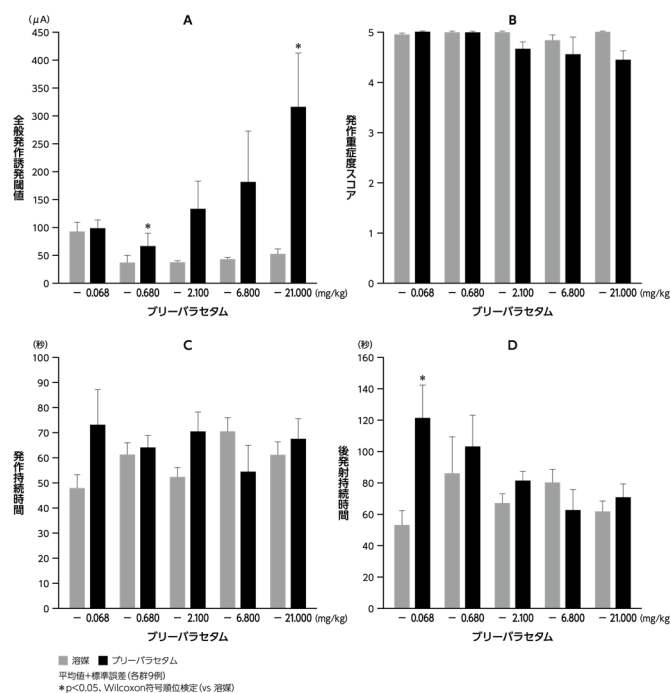 A
(μA)
450
400
350
300
250
200
150
100
50
0
全般発作誘発閾値
*
*
− 0.068 − 0.680 − 2.100 − 6.800 − 21.000 (mg/kg)
ブリーバラセタム
B
5
4
3
2
1
0
発作重症度スコア
− 0.068 − 0.680 − 2.100 − 6.800 − 21.000 (mg/kg)
ブリーバラセタム
C
(秒)
100
90
80
70
60
50
40
30
20
10
0
発作持続時間
− 0.068 − 0.680 − 2.100 − 6.800 − 21.000 (mg/kg)
ブリーバラセタム
D
(秒)
160
140
120
100
80
60
40
20
0
後発射持続時間
*
− 0.068 − 0.680 − 2.100 − 6.800 − 21.000 (mg/kg)
ブリーバラセタム
溶媒 ブリーバラセタム
平均値+標準誤差(各群9例)
*p<0.05、Wilcoxon符号順位検定(vs 溶媒)